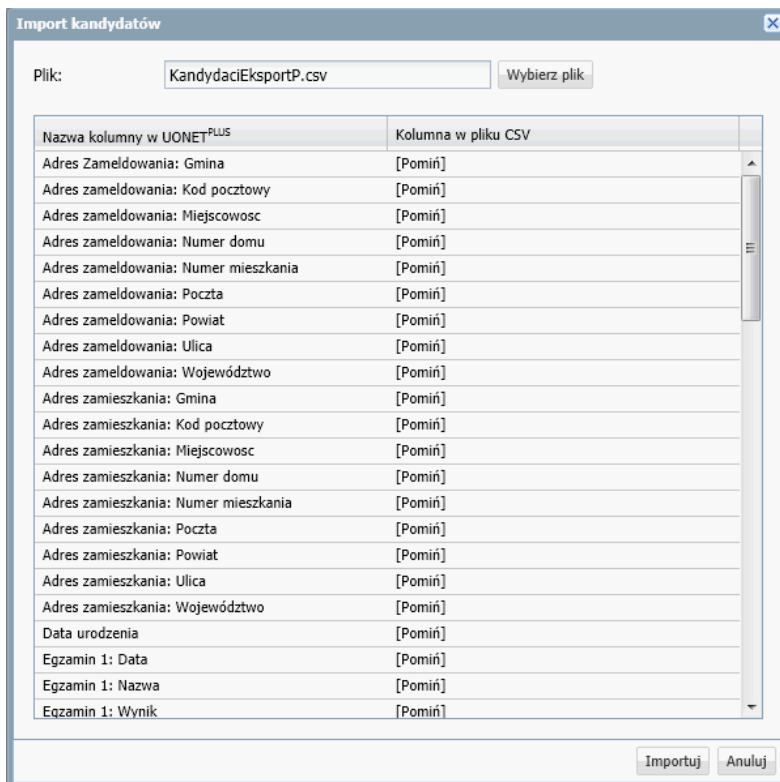 Import kandydatów
Plik: KandydaciEksportP.csv Wybierz plik
Nazwa kolumny w UONETPLUS Kolumna w pliku CSV
Adres Zameldowania: Gmina [Pomiń]
Adres zameldowania: Kod pocztowy [Pomiń]
Adres zameldowania: Miejscowosc [Pomiń]
Adres zameldowania: Numer domu [Pomiń]
Adres zameldowania: Numer mieszkania [Pomiń]
Adres zameldowania: Poczta [Pomiń]
Adres zameldowania: Powiat [Pomiń]
Adres zameldowania: Ulica [Pomiń]
Adres zameldowania: Województwo [Pomiń]
Adres zamieszkania: Gmina [Pomiń]
Adres zamieszkania: Kod pocztowy [Pomiń]
Adres zamieszkania: Miejscowosc [Pomiń]
Adres zamieszkania: Numer domu [Pomiń]
Adres zamieszkania: Numer mieszkania [Pomiń]
Adres zamieszkania: Poczta [Pomiń]
Adres zamieszkania: Powiat [Pomiń]
Adres zamieszkania: Ulica [Pomiń]
Adres zamieszkania: Województwo [Pomiń]
Data urodzenia [Pomiń]
Egzamin 1: Data [Pomiń]
Egzamin 1: Nazwa [Pomiń]
Egzamin 1: Wynik [Pomiń]
Importuj Anuluj